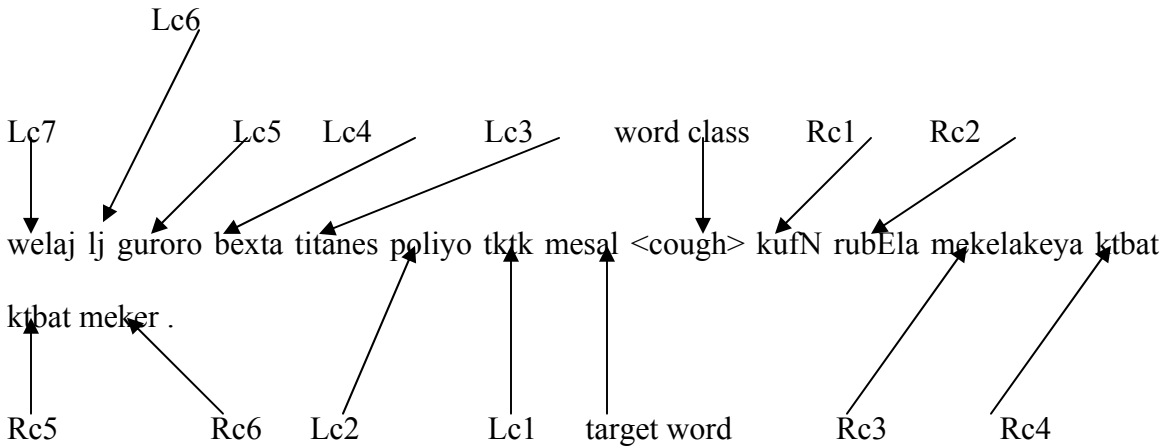 Lc6
Lc7 Lc5 Lc4 Lc3 word class Rc1 Rc2
welaj lj guroro bexta titanes poliyo tktk mesal <cough> kufN rubEla mekelakeya ktbat
ktbat meker .
Rc5 Rc6 Lc2 Lc1 target word Rc3 Rc4